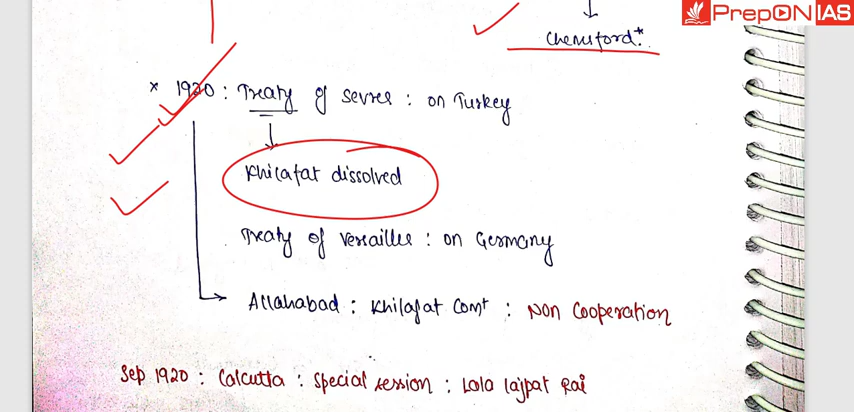 PrepON IAS
Chemsford*
* 1920 : Treaty of Sevres : on Turkey
Khilafat dissolved
Treaty of Versailles : on Germany
Allahabad : Khilafat Comt : Non Cooperation
Sep 1920 : Calcutta : Special session : Lala Lajpat Rai